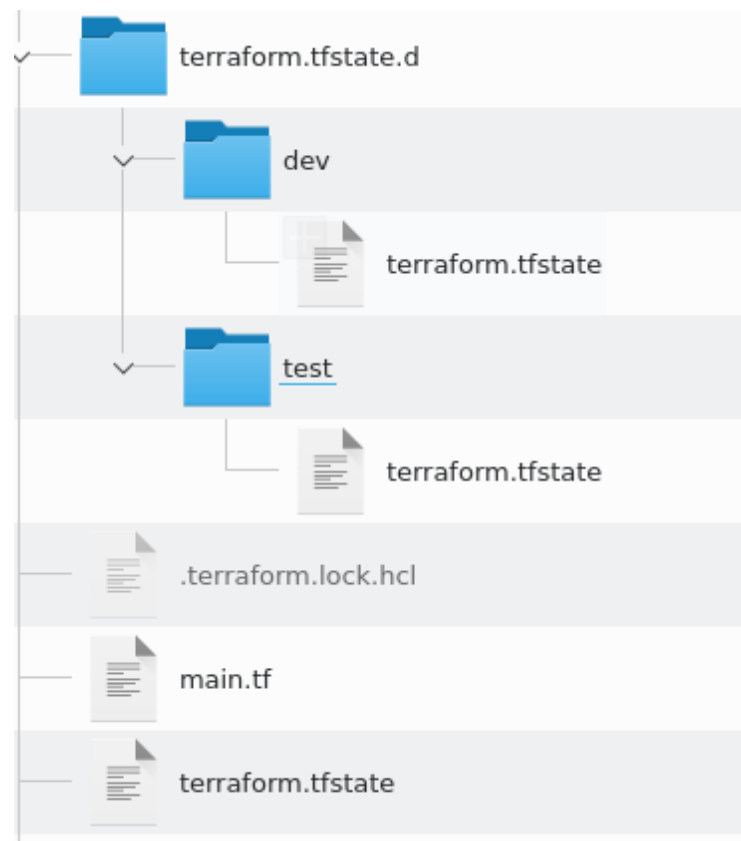 terraform.tfstate.d
dev
terraform.tfstate
test
terraform.tfstate
.terraform.lock.hcl
main.tf
terraform.tfstate